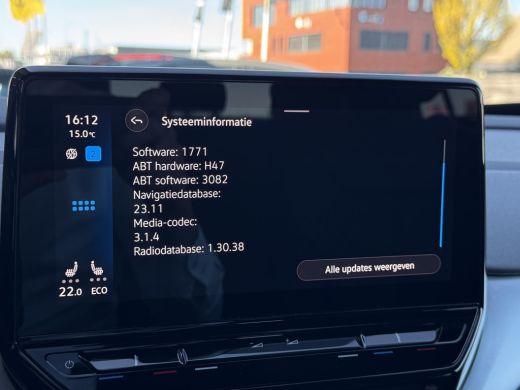 16:12
15.0°C
2
Systeeminformatie
Software: 1771
ABT hardware: H47
ABT software: 3082
Navigatiedatabase:
23.11
Media-codec:
3.1.4
Radiodatabase: 1.30.38
Alle updates weergeven
22.0 ECO